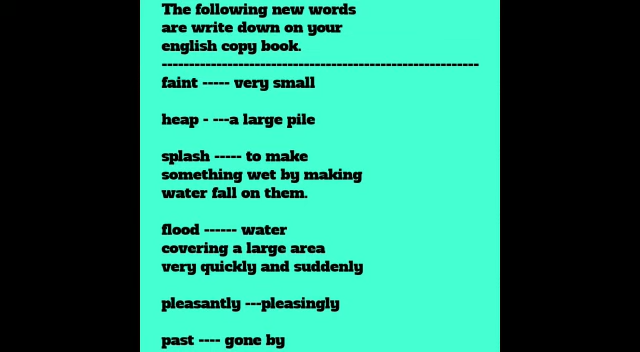 The following new words
are write down on your
english copy book.
-----------------------------------------------------------
faint ----- very small
heap - ---a large pile
splash ----- to make
something wet by making
water fall on them.
flood ------ water
covering a large area
very quickly and suddenly
pleasantly ---pleasingly
past ---- gone by